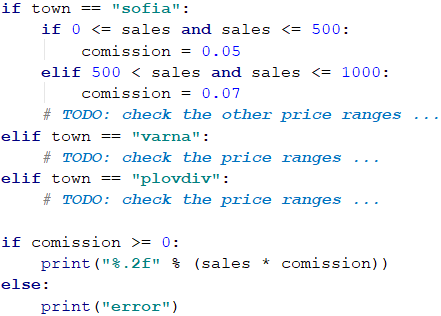 if town == "sofia":
    if 0 <= sales and sales <= 500:
        comission = 0.05
    elif 500 < sales and sales <= 1000:
        comission = 0.07
    # TODO: check the other price ranges ...
elif town == "varna":
    # TODO: check the price ranges ...
elif town == "plovdiv":
    # TODO: check the price ranges ...

if comission >= 0:
    print("%.2f" % (sales * comission))
else:
    print("error")